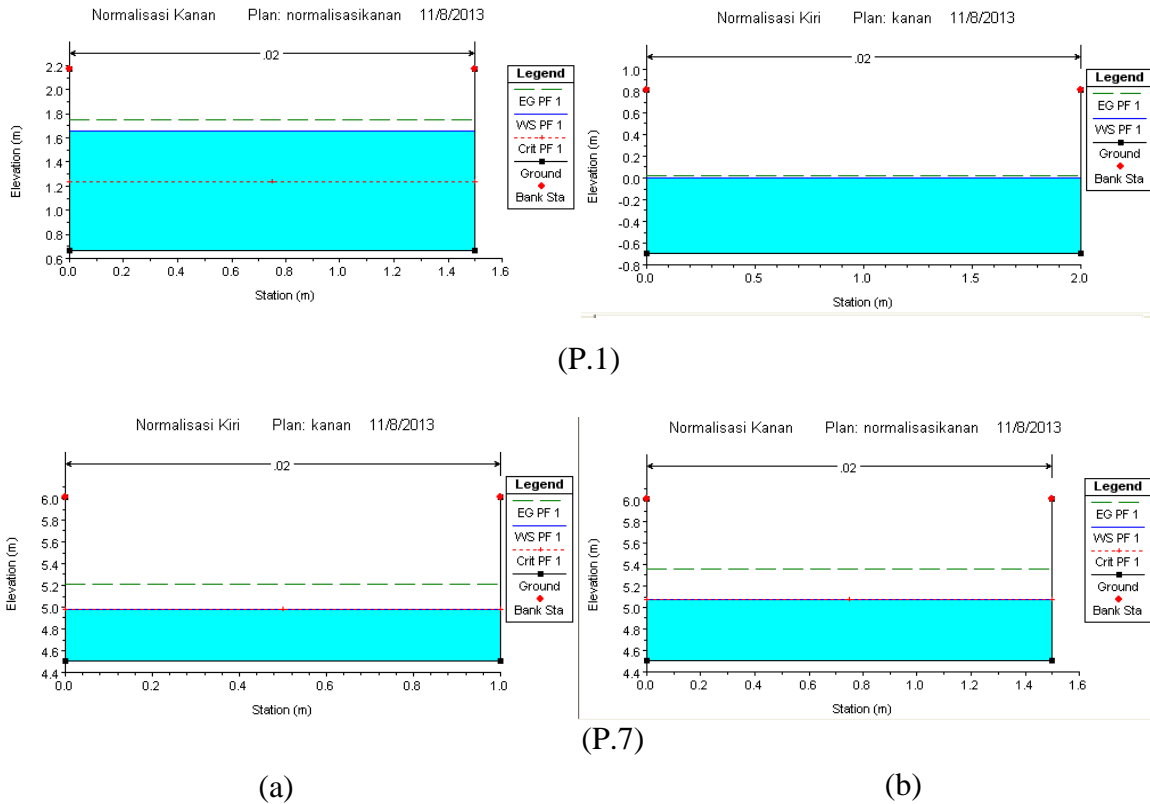 Normalisasi Kanan Plan: normalisasikanan 11/8/2013
.02
2.2
2.0
1.8
1.6
1.4
1.2
1.0
0.8
0.6
Elevation (m)
0.0 0.2 0.4 0.6 0.8 1.0 1.2 1.4 1.6
Station (m)
Legend
EG PF 1
WS PF 1
Crit PF 1
Ground
Bank Sta
Normalisasi Kiri Plan: kanan 11/8/2013
.02
1.0
0.8
0.6
0.4
0.2
0.0
-0.2
-0.4
-0.6
-0.8
Elevation (m)
0.0 0.5 1.0 1.5 2.0
Station (m)
Legend
EG PF 1
WS PF 1
Ground
Bank Sta
(P.1)
Normalisasi Kiri Plan: kanan 11/8/2013
.02
6.0
5.8
5.6
5.4
5.2
5.0
4.8
4.6
4.4
Elevation (m)
0.0 0.2 0.4 0.6 0.8 1.0
Station (m)
Legend
EG PF 1
WS PF 1
Crit PF 1
Ground
Bank Sta
Normalisasi Kanan Plan: normalisasikanan 11/8/2013
.02
6.0
5.8
5.6
5.4
5.2
5.0
4.8
4.6
4.4
Elevation (m)
0.0 0.2 0.4 0.6 0.8 1.0 1.2 1.4 1.6
Station (m)
Legend
EG PF 1
WS PF 1
Crit PF 1
Ground
Bank Sta
(P.7)
(a) (b)